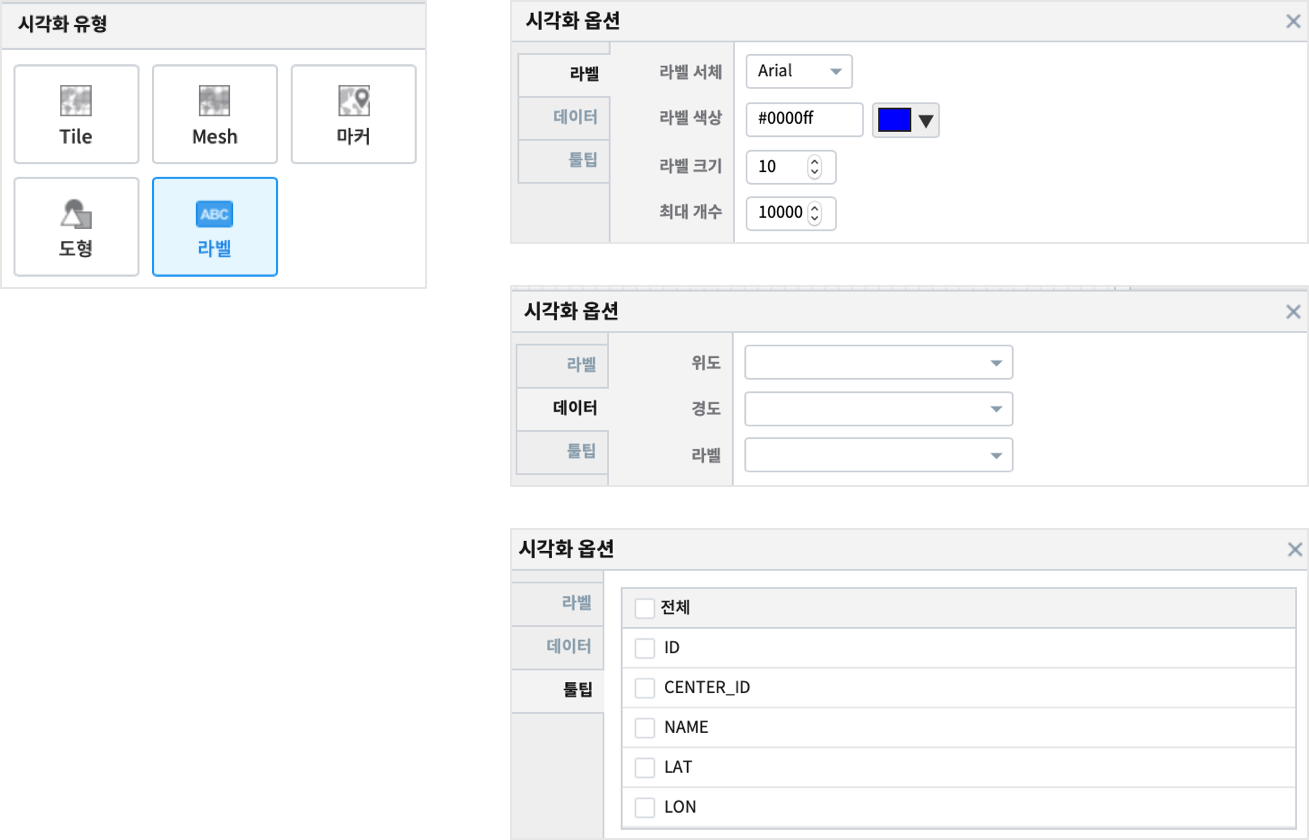 시각화 유형
Tile
Mesh
마커
도형
ABC
라벨
시각화 옵션
라벨
데이터
툴팁
라벨 서체
Arial
라벨 색상
#0000ff
라벨 크기
10
최대 개수
10000
시각화 옵션
라벨
데이터
툴팁
위도
경도
라벨
시각화 옵션
라벨
데이터
툴팁
전체
ID
CENTER_ID
NAME
LAT
LON